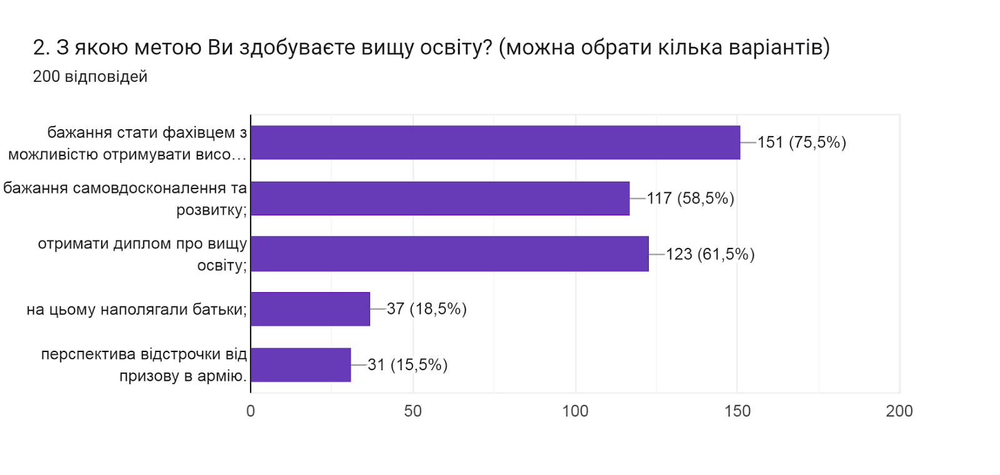 2. З якою метою Ви здобуваєте вищу освіту? (можна обрати кілька варіантів)
200 відповідей
бажання стати фахівцем з
можливістю отримувати висо…
151 (75,5%)
бажання самовдосконалення та
розвитку;
117 (58,5%)
отримати диплом про вищу
освіту;
123 (61,5%)
на цьому наполягали батьки;
37 (18,5%)
перспектива відстрочки від
призову в армію.
31 (15,5%)
0 50 100 150 200